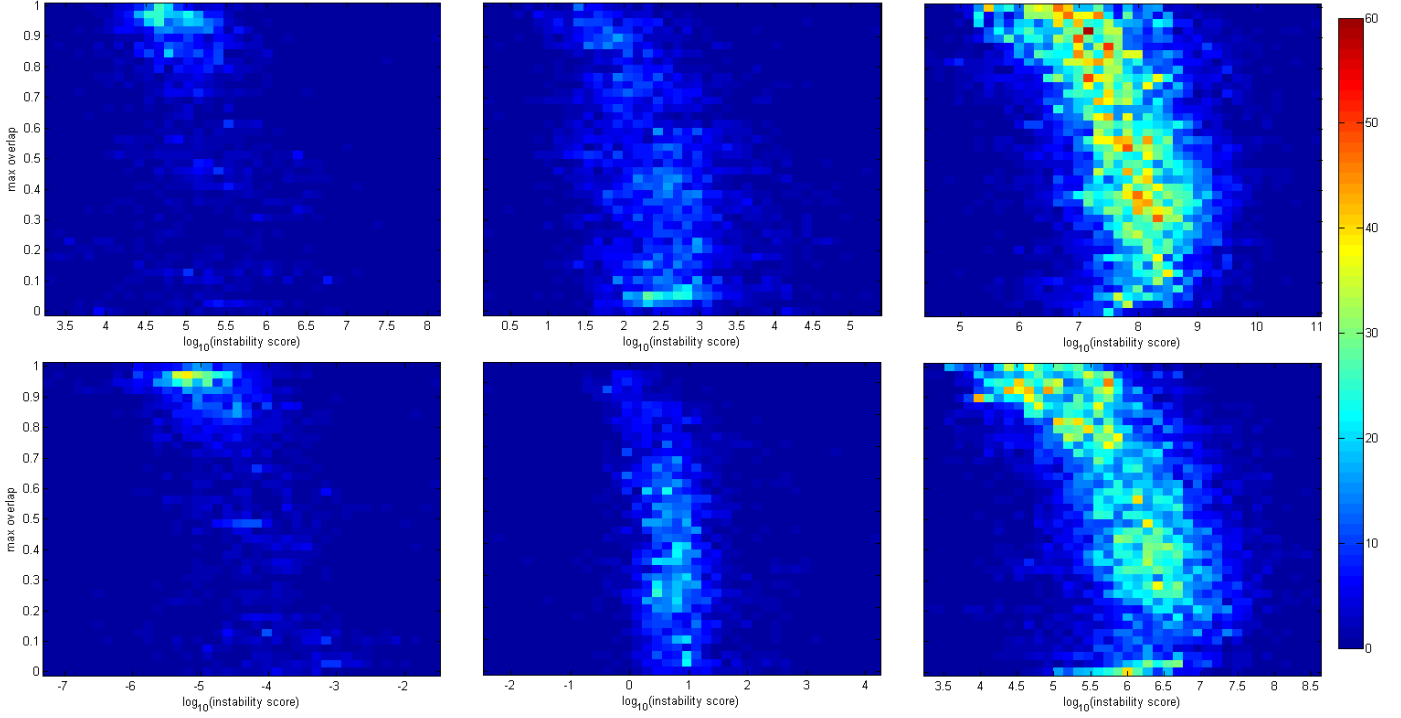 1
0.9
0.8
0.7
0.6
0.5
0.4
0.3
0.2
0.1
0
max overlap
3.5 4 4.5 5 5.5 6 6.5 7 7.5 8
log10(instability score)
0.5 1 1.5 2 2.5 3 3.5 4 4.5 5
log10(instability score)
5 6 7 8 9 10 11
log10(instability score)
60
50
40
30
20
10
0
1
0.9
0.8
0.7
0.6
0.5
0.4
0.3
0.2
0.1
0
max overlap
-7 -6 -5 -4 -3 -2
log10(instability score)
-2 -1 0 1 2 3 4
log10(instability score)
3.5 4 4.5 5 5.5 6 6.5 7 7.5 8 8.5
log10(instability score)